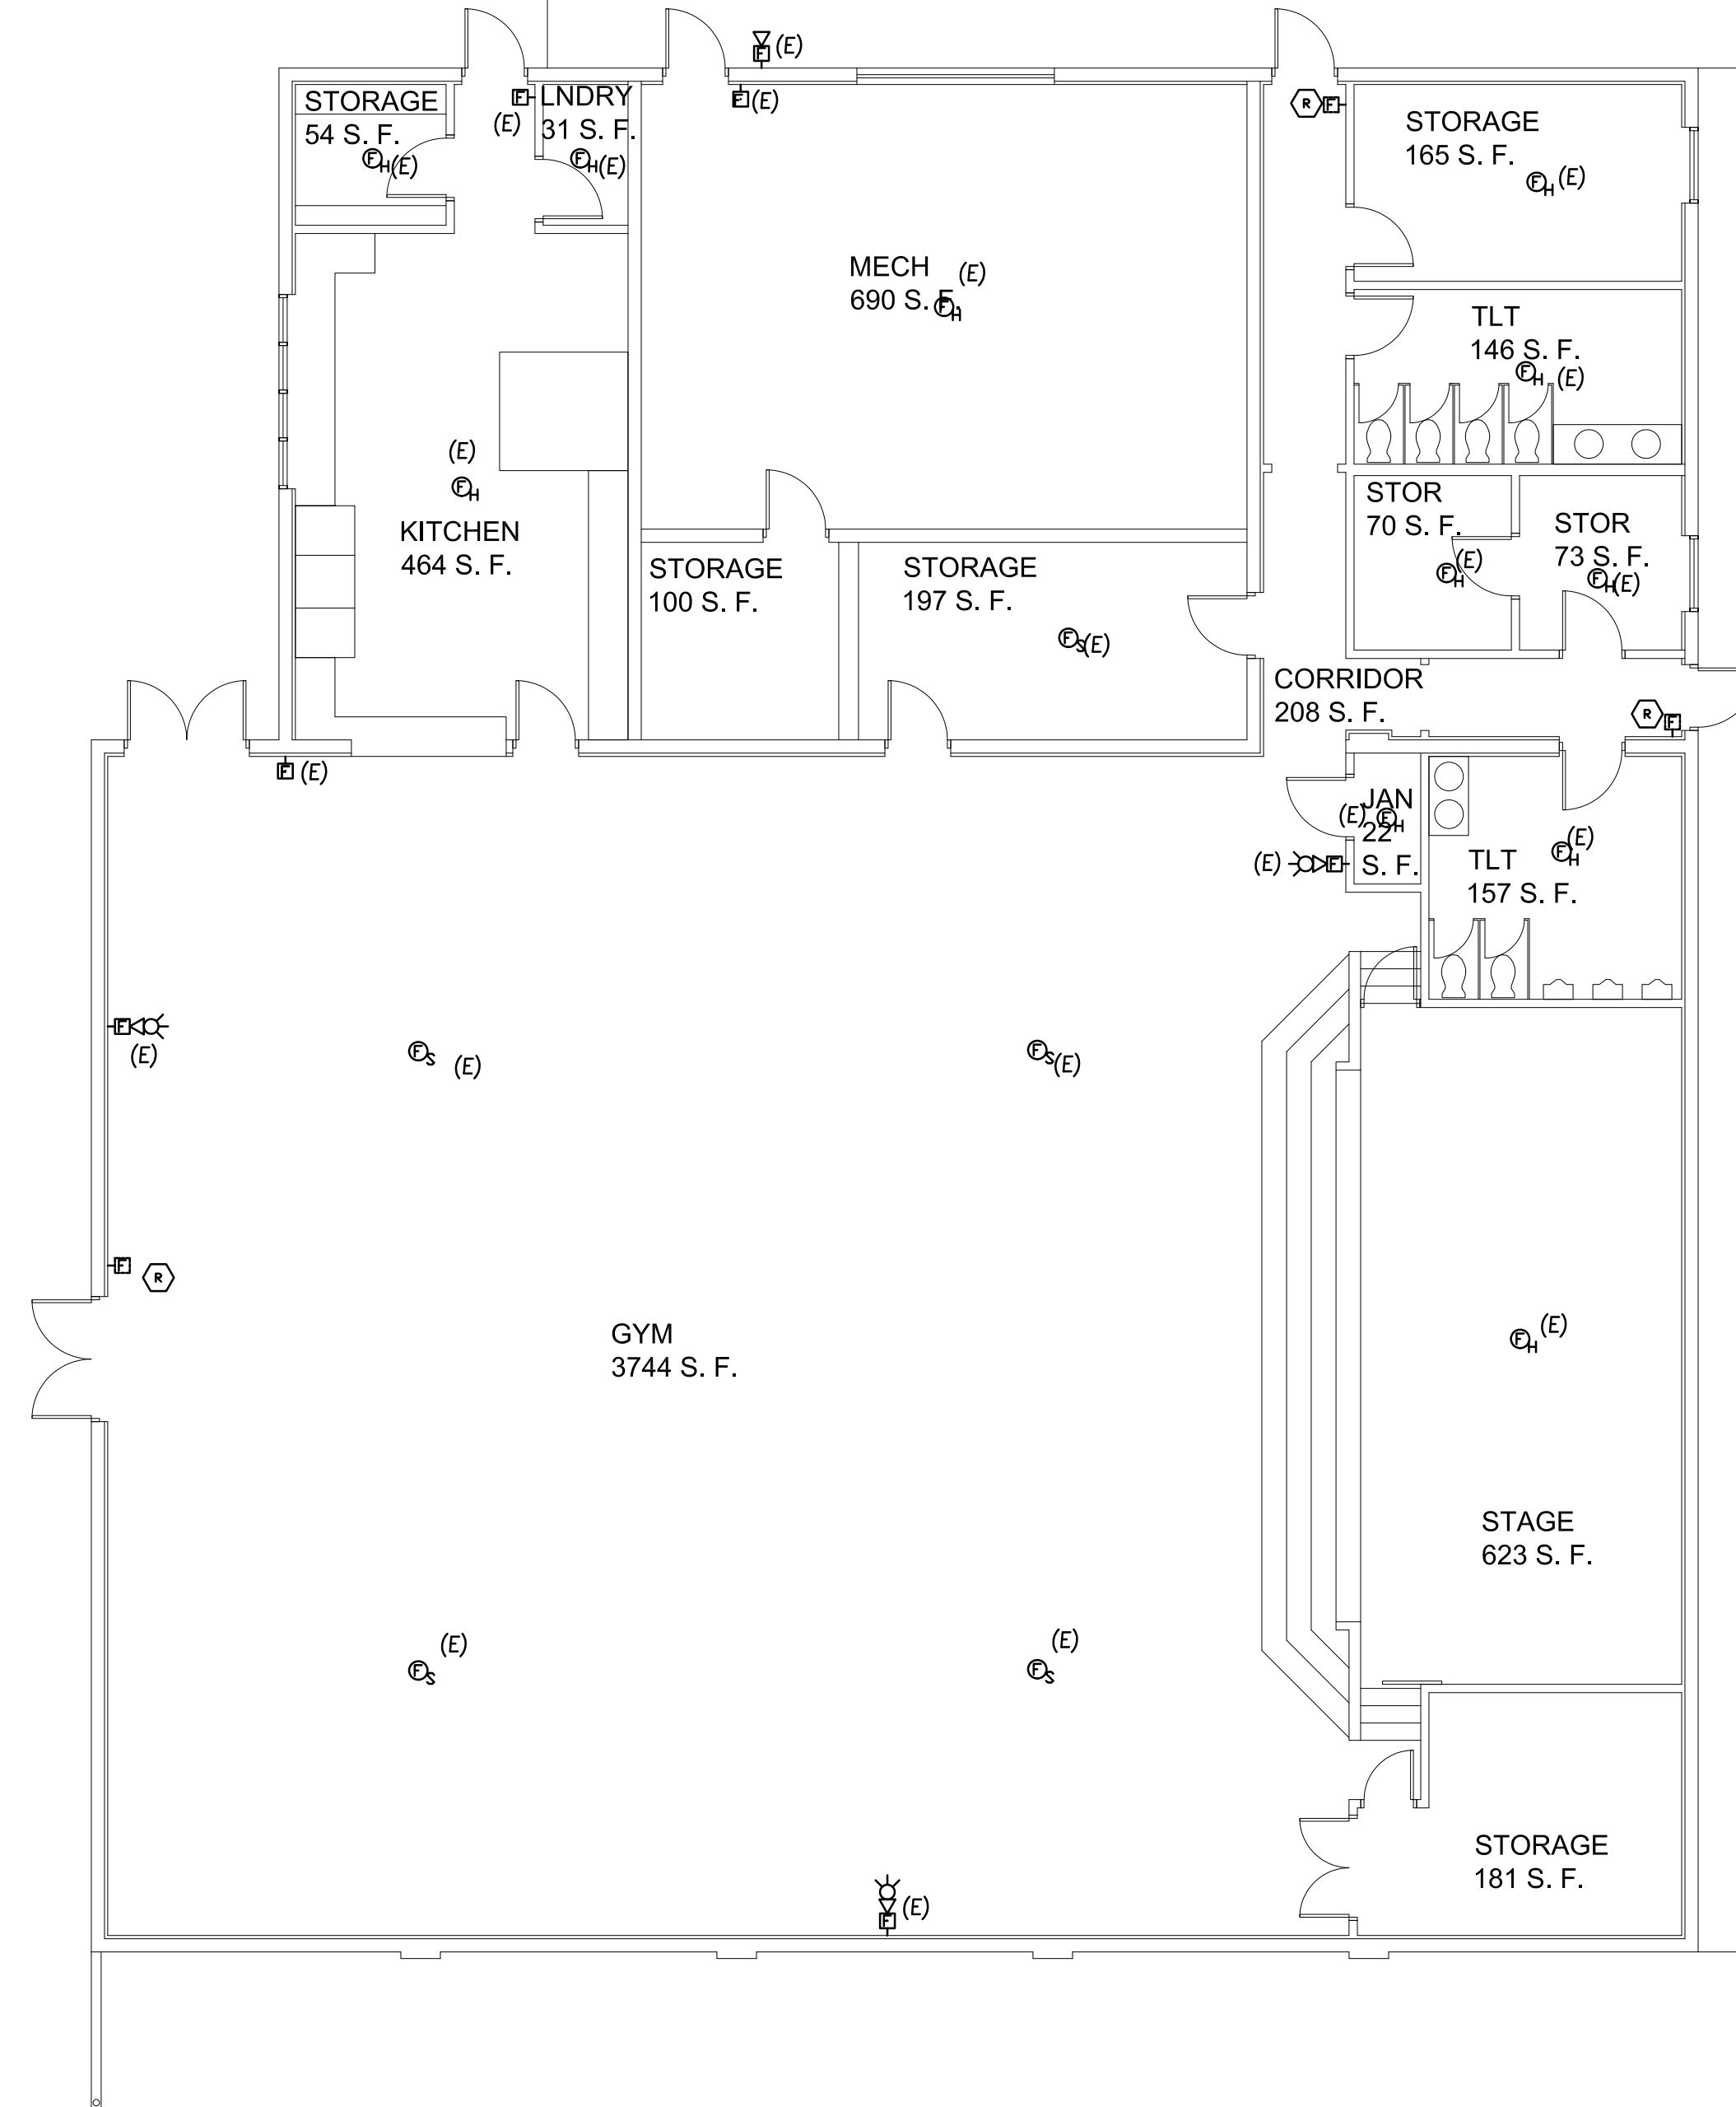 F (E)
STORAGE
54 S. F.
F H (E)
F
(E)
LNDRY
31 S. F.
F H (E)
F (E)
R F
STORAGE
165 S. F.
F H (E)
MECH (E)
690 S. F.
F H
TLT
146 S. F.
F H (E)
(E)
F H
KITCHEN
464 S. F.
STOR
70 S. F.
(E)
F H
STOR
73 S. F.
F H (E)
STORAGE
100 S. F.
STORAGE
197 S. F.
F S (E)
CORRIDOR
208 S. F.
R F
F (E)
JAN
(E) F H
22
S. F.
(E) F
(E)
F H
TLT
157 S. F.
F
(E)
F S (E)
F S (E)
F
R
GYM
3744 S. F.
F H (E)
STAGE
623 S. F.
(E)
F S
(E)
F S
STORAGE
181 S. F.
F (E)